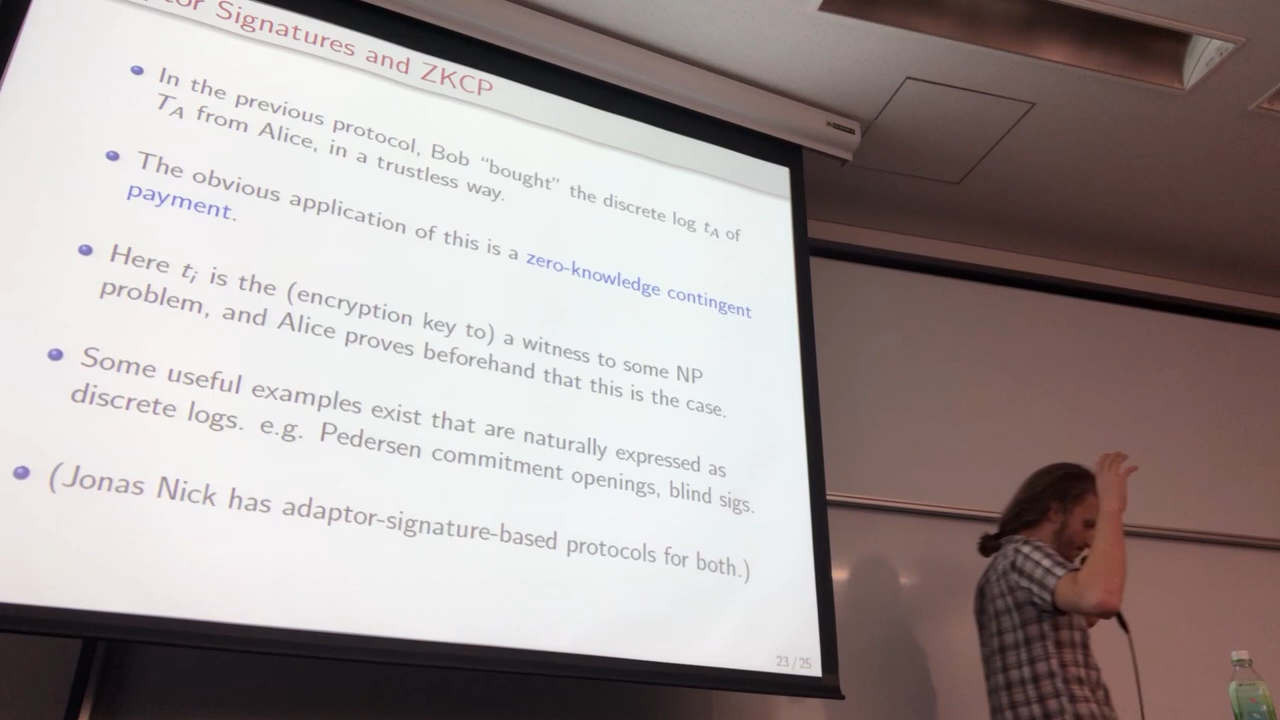 Signatures and ZKCP
In the previous protocol, Bob “bought” the discrete log t_A of
T_A from Alice, in a trustless way.
The obvious application of this is a zero-knowledge contingent
payment.
Here t_i is the (encryption key to) a witness to some NP
problem, and Alice proves beforehand that this is the case.
Some useful examples exist that are naturally expressed as
discrete logs. e.g. Pedersen commitment openings, blind sigs.
(Jonas Nick has adaptor-signature-based protocols for both.)
23 / 25